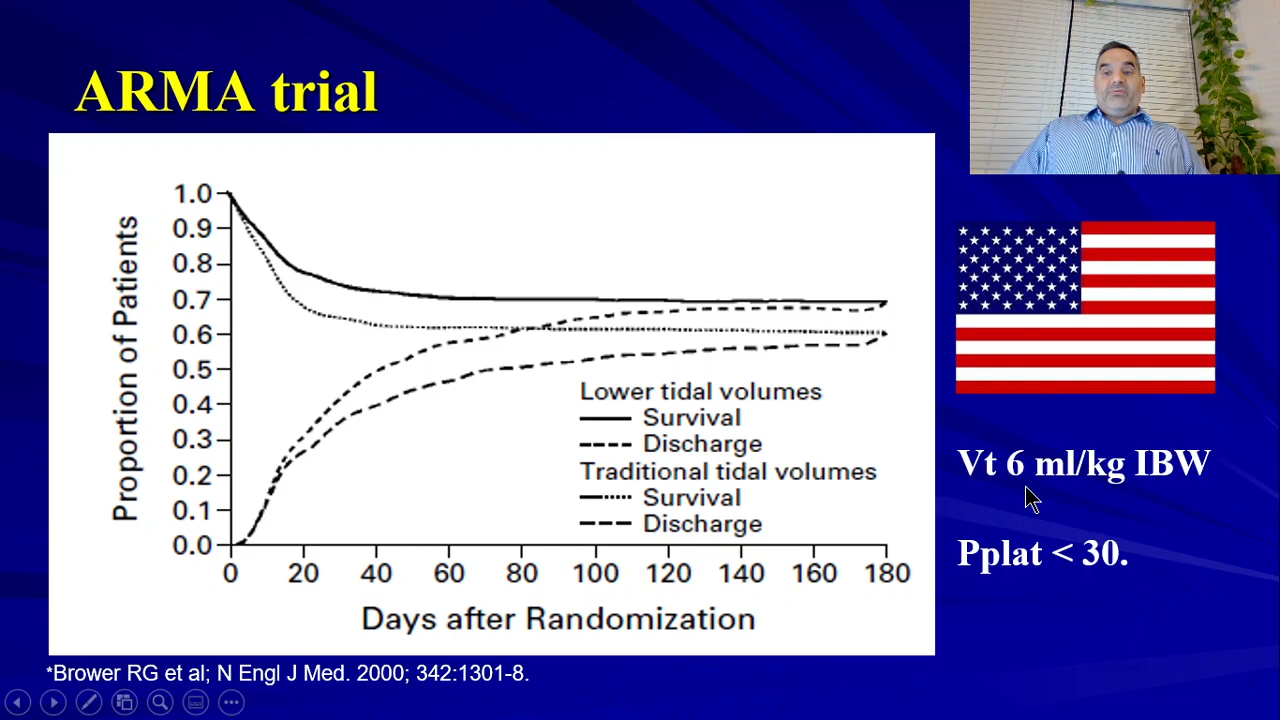 ARMA trial
Proportion of Patients
1.0
0.9
0.8
0.7
0.6
0.5
0.4
0.3
0.2
0.1
0.0
0 20 40 60 80 100 120 140 160 180
Days after Randomization
Lower tidal volumes
Survival
Discharge
Traditional tidal volumes
Survival
Discharge
Vt 6 ml/kg IBW
Pplat < 30.
*Brower RG et al; N Engl J Med. 2000; 342:1301-8.